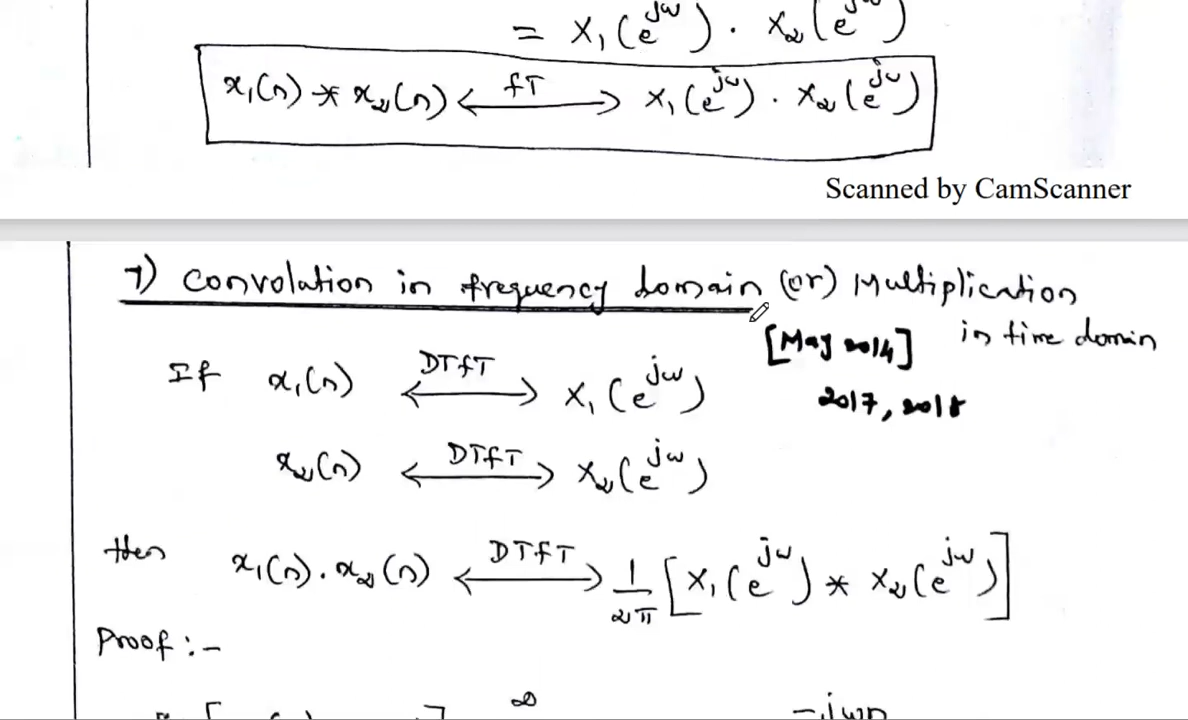 = X₁(e^jω) . X₂(e^jω)
x₁(n) * x₂(n) ⟷ FT X₁(e^jω) . X₂(e^jω)
Scanned by CamScanner
7) Convolation in frequency domain (or) Multiplication
in time domain
[May 2014]
2017, 2018
If x₁(n) ⟷ DTFT X₁(e^jω)
x₂(n) ⟷ DTFT X₂(e^jω)
then x₁(n) . x₂(n) ⟷ DTFT 1/2π [X₁(e^jω) * X₂(e^jω)]
Proof :-
∞ -jωn